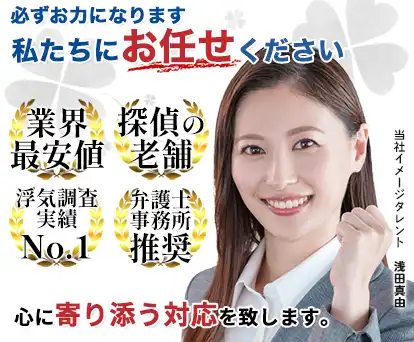 必ずお力になります
私たちにお任せください
業界
最安値
探偵の
老舗
浮気調査
実績
No.1
弁護士
事務所
推奨
当社イメージタレント 浅田真由
心に寄り添う対応を致します。